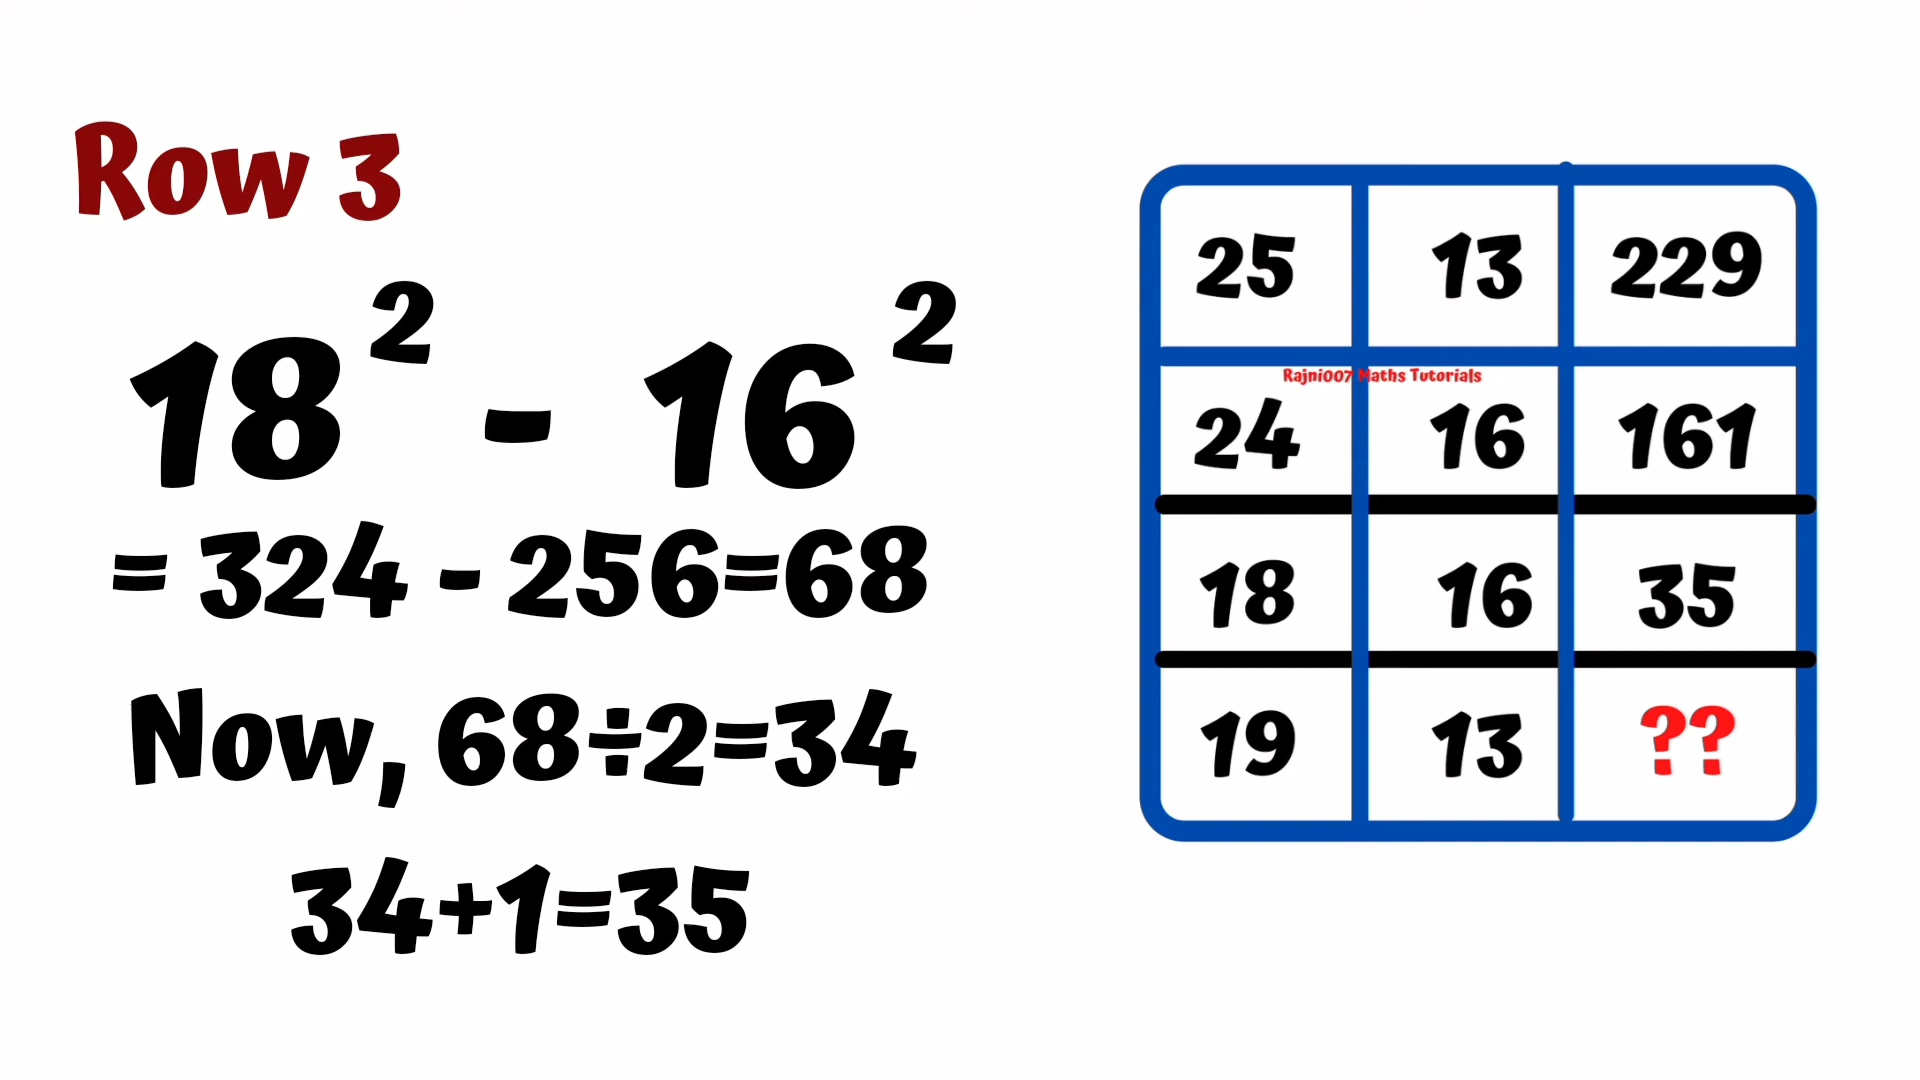 Row 3
18² - 16²
= 324 - 256=68
Now, 68÷2=34
34+1=35
25 13 229
Rajni007 Maths Tutorials
24 16 161
18 16 35
19 13 ??